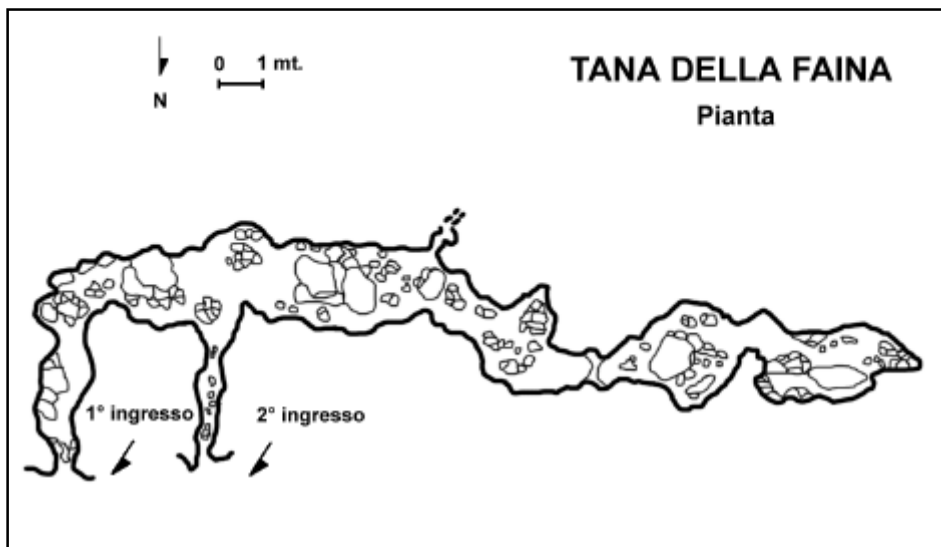 0 1 mt.
N
TANA DELLA FAINA
Pianta
1° ingresso
2° ingresso